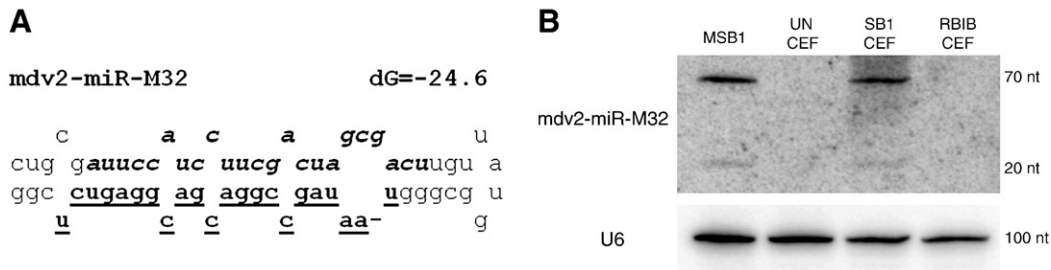 A
mdv2-miR-M32 dG=-24.6
c a c a gcg u
cug gauucc uc uucg cua acuugu a
ggc cugagg ag aggc gau ugggcg u
u c c c aa- g
B
MSB1 UN CEF SB1 CEF RBIB CEF
mdv2-miR-M32
70 nt
20 nt
U6
100 nt